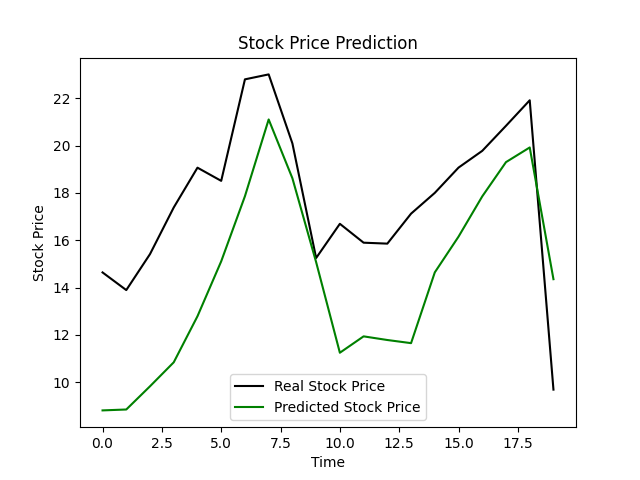 Stock Price Prediction
Stock Price
22
20
18
16
14
12
10
Real Stock Price
Predicted Stock Price
0.0 2.5 5.0 7.5 10.0 12.5 15.0 17.5
Time